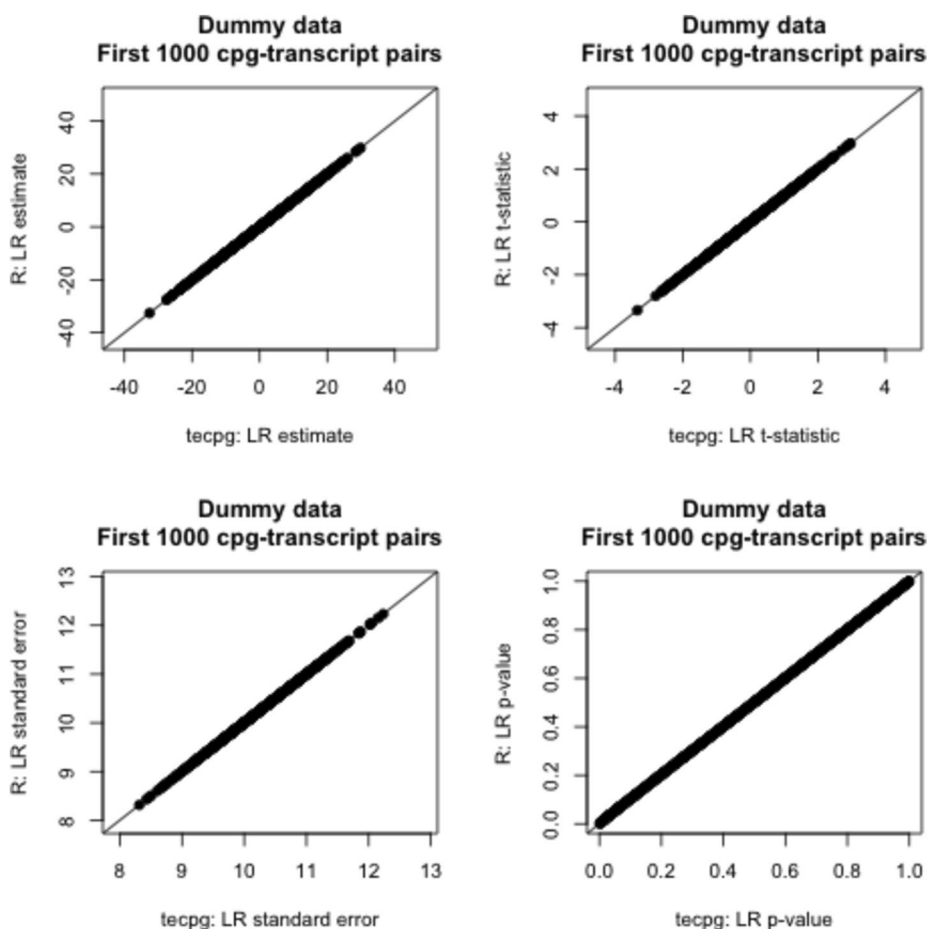 Dummy data
First 1000 cpg-transcript pairs
R: LR estimate
40
20
0
-20
-40
-40 -20 0 20 40
tecpg: LR estimate
Dummy data
First 1000 cpg-transcript pairs
R: LR t-statistic
4
2
0
-2
-4
-4 -2 0 2 4
tecpg: LR t-statistic
Dummy data
First 1000 cpg-transcript pairs
R: LR standard error
13
12
11
10
9
8
8 9 10 11 12 13
tecpg: LR standard error
Dummy data
First 1000 cpg-transcript pairs
R: LR p-value
1.0
0.8
0.6
0.4
0.2
0.0
0.0 0.2 0.4 0.6 0.8 1.0
tecpg: LR p-value